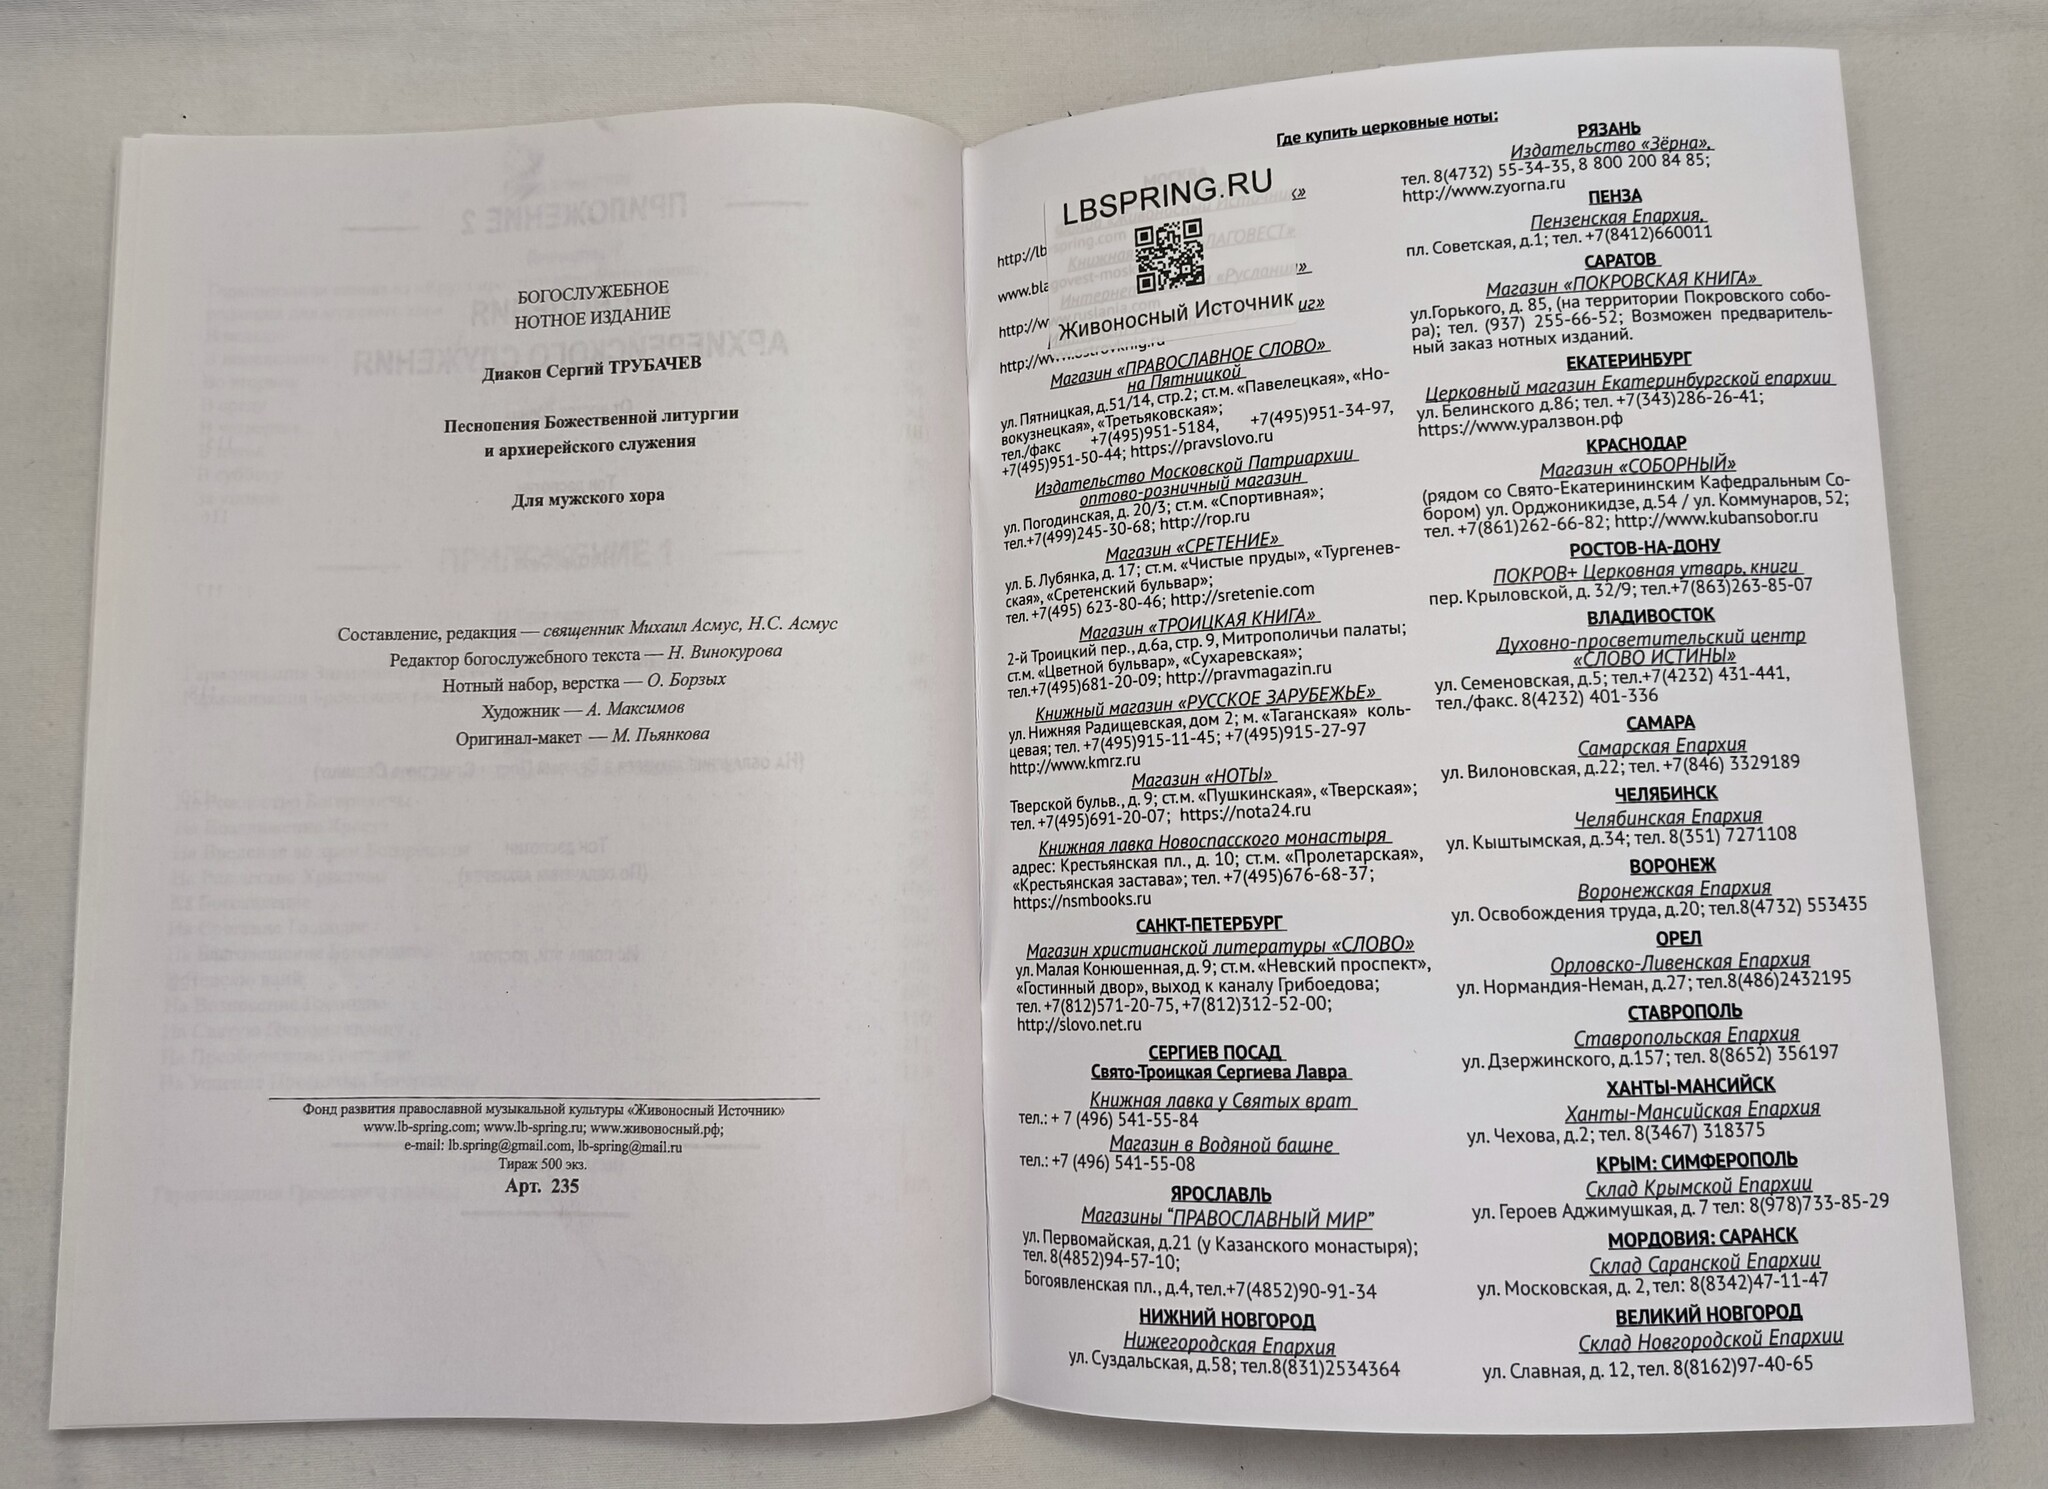 БОГОСЛУЖЕБНОЕ
НОТНОЕ ИЗДАНИЕ
Диакон Сергий ТРУБАЧЕВ
Песнопения Божественной литургии
и архиерейского служения
Для мужского хора
Составление, редакция — священник Михаил Асмус, Н.С. Асмус
Редактор богослужебного текста — Н. Винокурова
Нотный набор, верстка — О. Борзых
Художник — А. Максимов
Оригинал-макет — М. Пьянкова
Фонд развития православной музыкальной культуры «Живоносный Источник»
www.lb-spring.com; www.lb-spring.ru; www.живоносный.рф;
e-mail: lb.spring@gmail.com, lb-spring@mail.ru
Тираж 500 экз.
Арт. 235
Где купить церковные ноты:
LBSPRING.RU
Живоносный Источник
Магазин «ПРАВОСЛАВНОЕ СЛОВО»
на Пятницкой
ул. Пятницкая, д.51/14, стр.2; ст.м. «Павелецкая», «Но-
вокузнецкая», «Третьяковская»;
тел./факс +7(495)951-5184, +7(495)951-34-97,
+7(495)951-50-44; https://pravslovo.ru
Издательство Московской Патриархии
оптово-розничный магазин
ул. Погодинская, д. 20/3; ст.м. «Спортивная»;
тел.+7(499)245-30-68; http://rop.ru
Магазин «СРЕТЕНИЕ»
ул. Б. Лубянка, д. 17; ст.м. «Чистые пруды», «Тургенев-
ская», «Сретенский бульвар»;
тел. +7(495) 623-80-46; http://sretenie.com
Магазин «ТРОИЦКАЯ КНИГА»
2-й Троицкий пер., д.6а, стр. 9, Митрополичьи палаты;
ст.м. «Цветной бульвар», «Сухаревская»;
тел.+7(495)681-20-09; http://pravmagazin.ru
Книжный магазин «РУССКОЕ ЗАРУБЕЖЬЕ»
ул. Нижняя Радищевская, дом 2; м. «Таганская» коль-
цевая; тел. +7(495)915-11-45; +7(495)915-27-97
http://www.kmrz.ru
Магазин «НОТЫ»
Тверской бульв., д. 9; ст.м. «Пушкинская», «Тверская»;
тел. +7(495)691-20-07; https://nota24.ru
Книжная лавка Новоспасского монастыря
адрес: Крестьянская пл., д. 10; ст.м. «Пролетарская»,
«Крестьянская застава»; тел. +7(495)676-68-37;
https://nsmbooks.ru
САНКТ-ПЕТЕРБУРГ
Магазин христианской литературы «СЛОВО»
ул. Малая Конюшенная, д. 9; ст.м. «Невский проспект»,
«Гостинный двор», выход к каналу Грибоедова;
тел. +7(812)571-20-75, +7(812)312-52-00;
http://slovo.net.ru
СЕРГИЕВ ПОСАД
Свято-Троицкая Сергиева Лавра
Книжная лавка у Святых врат
тел.: + 7 (496) 541-55-84
Магазин в Водяной башне
тел.: +7 (496) 541-55-08
ЯРОСЛАВЛЬ
Магазины “ПРАВОСЛАВНЫЙ МИР”
ул. Первомайская, д.21 (у Казанского монастыря);
тел. 8(4852)94-57-10;
Богоявленская пл., д.4, тел.+7(4852)90-91-34
НИЖНИЙ НОВГОРОД
Нижегородская Епархия
ул. Суздальская, д.58; тел.8(831)2534364
РЯЗАНЬ
Издательство «Зёрна»,
тел. 8(4732) 55-34-35, 8 800 200 84 85;
http://www.zyorna.ru
ПЕНЗА
Пензенская Епархия,
пл. Советская, д.1; тел. +7(8412)660011
САРАТОВ
Магазин «ПОКРОВСКАЯ КНИГА»
ул.Горького, д. 85, (на территории Покровского собо-
ра); тел. (937) 255-66-52; Возможен предваритель-
ный заказ нотных изданий.
ЕКАТЕРИНБУРГ
Церковный магазин Екатеринбургской епархии
ул. Белинского д.86; тел. +7(343)286-26-41;
https://www.уралзвон.рф
КРАСНОДАР
Магазин «СОБОРНЫЙ»
(рядом со Свято-Екатерининским Кафедральным Со-
бором) ул. Орджоникидзе, д.54 / ул. Коммунаров, 52;
тел. +7(861)262-66-82; http://www.kubansobor.ru
РОСТОВ-НА-ДОНУ
ПОКРОВ+ Церковная утварь, книги
пер. Крыловской, д. 32/9; тел.+7(863)263-85-07
ВЛАДИВОСТОК
Духовно-просветительский центр
«СЛОВО ИСТИНЫ»
ул. Семеновская, д.5; тел.+7(4232) 431-441,
тел./факс. 8(4232) 401-336
САМАРА
Самарская Епархия
ул. Вилоновская, д.22; тел. +7(846) 3329189
ЧЕЛЯБИНСК
Челябинская Епархия
ул. Кыштымская, д.34; тел. 8(351) 7271108
ВОРОНЕЖ
Воронежская Епархия
ул. Освобождения труда, д.20; тел.8(4732) 553435
ОРЕЛ
Орловско-Ливенская Епархия
ул. Нормандия-Неман, д.27; тел.8(486)2432195
СТАВРОПОЛЬ
Ставропольская Епархия
ул. Дзержинского, д.157; тел. 8(8652) 356197
ХАНТЫ-МАНСИЙСК
Ханты-Мансийская Епархия
ул. Чехова, д.2; тел. 8(3467) 318375
КРЫМ: СИМФЕРОПОЛЬ
Склад Крымской Епархии
ул. Героев Аджимушкая, д. 7 тел: 8(978)733-85-29
МОРДОВИЯ: САРАНСК
Склад Саранской Епархии
ул. Московская, д. 2, тел: 8(8342)47-11-47
ВЕЛИКИЙ НОВГОРОД
Склад Новгородской Епархии
ул. Славная, д. 12, тел. 8(8162)97-40-65